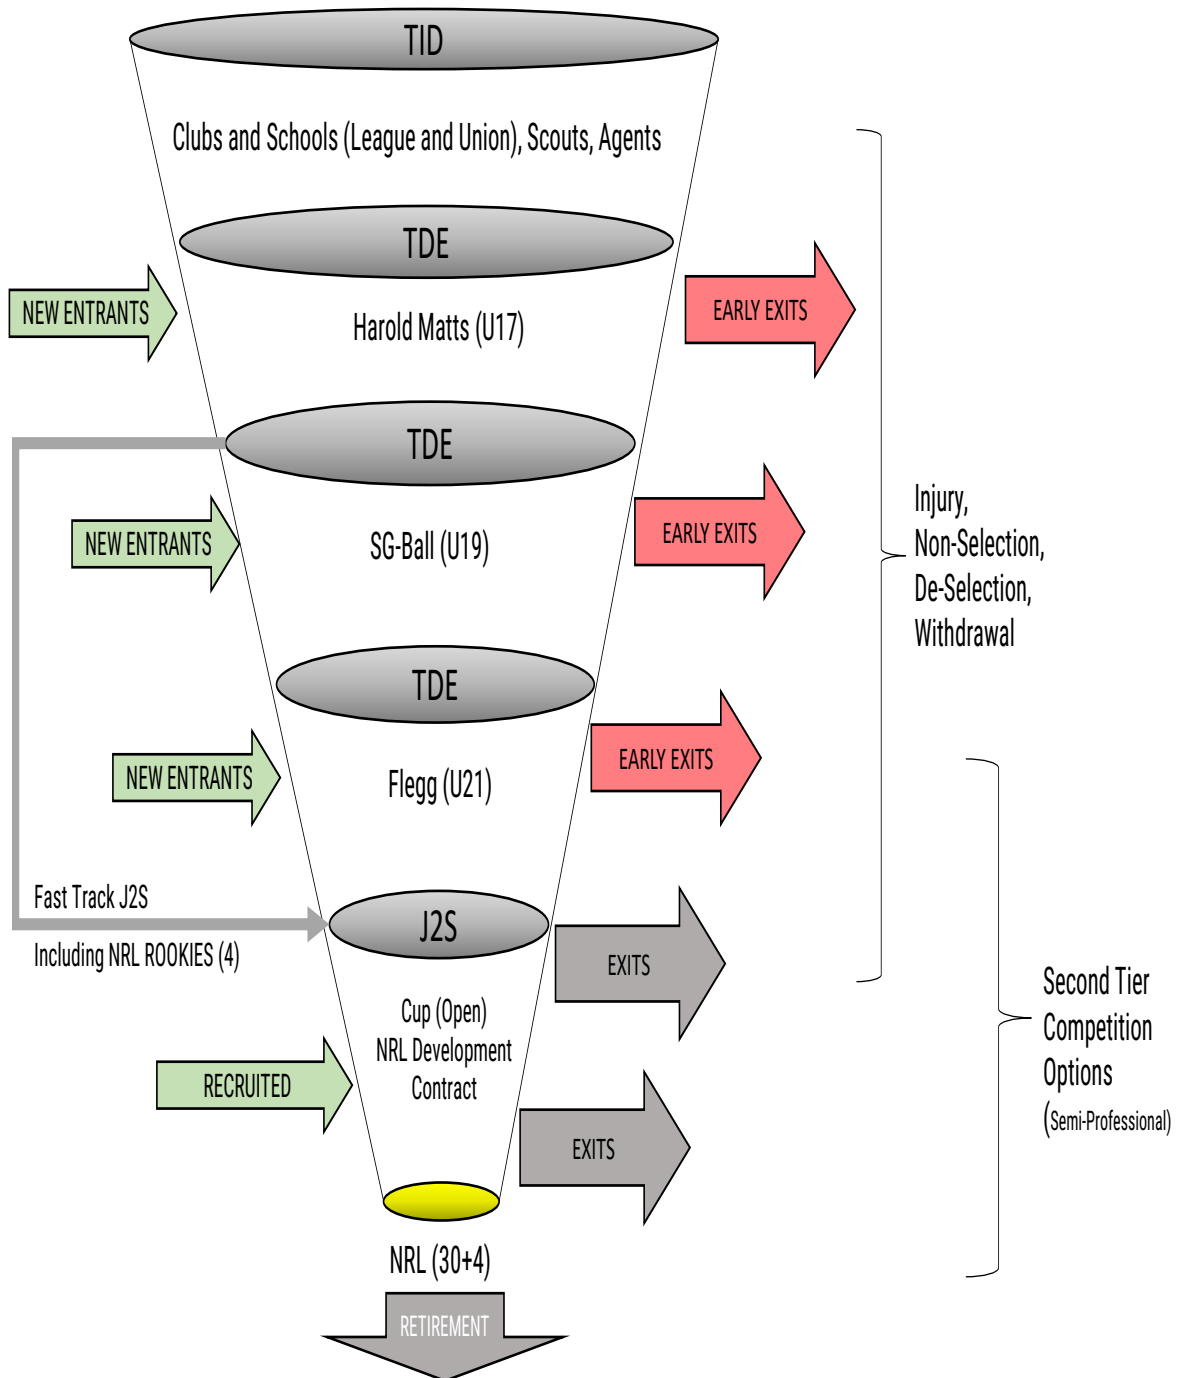 TID
Clubs and Schools (League and Union), Scouts, Agents
TDE
NEW ENTRANTS
Harold Matts (U17)
EARLY EXITS
TDE
NEW ENTRANTS
SG-Ball (U19)
EARLY EXITS
Injury,
Non-Selection,
De-Selection,
Withdrawal
TDE
NEW ENTRANTS
Flegg (U21)
EARLY EXITS
Fast Track J2S
Including NRL ROOKIES (4)
J2S
EXITS
Cup (Open)
NRL Development
Contract
RECRUITED
EXITS
Second Tier
Competition
Options
(Semi-Professional)
NRL (30+4)
RETIREMENT